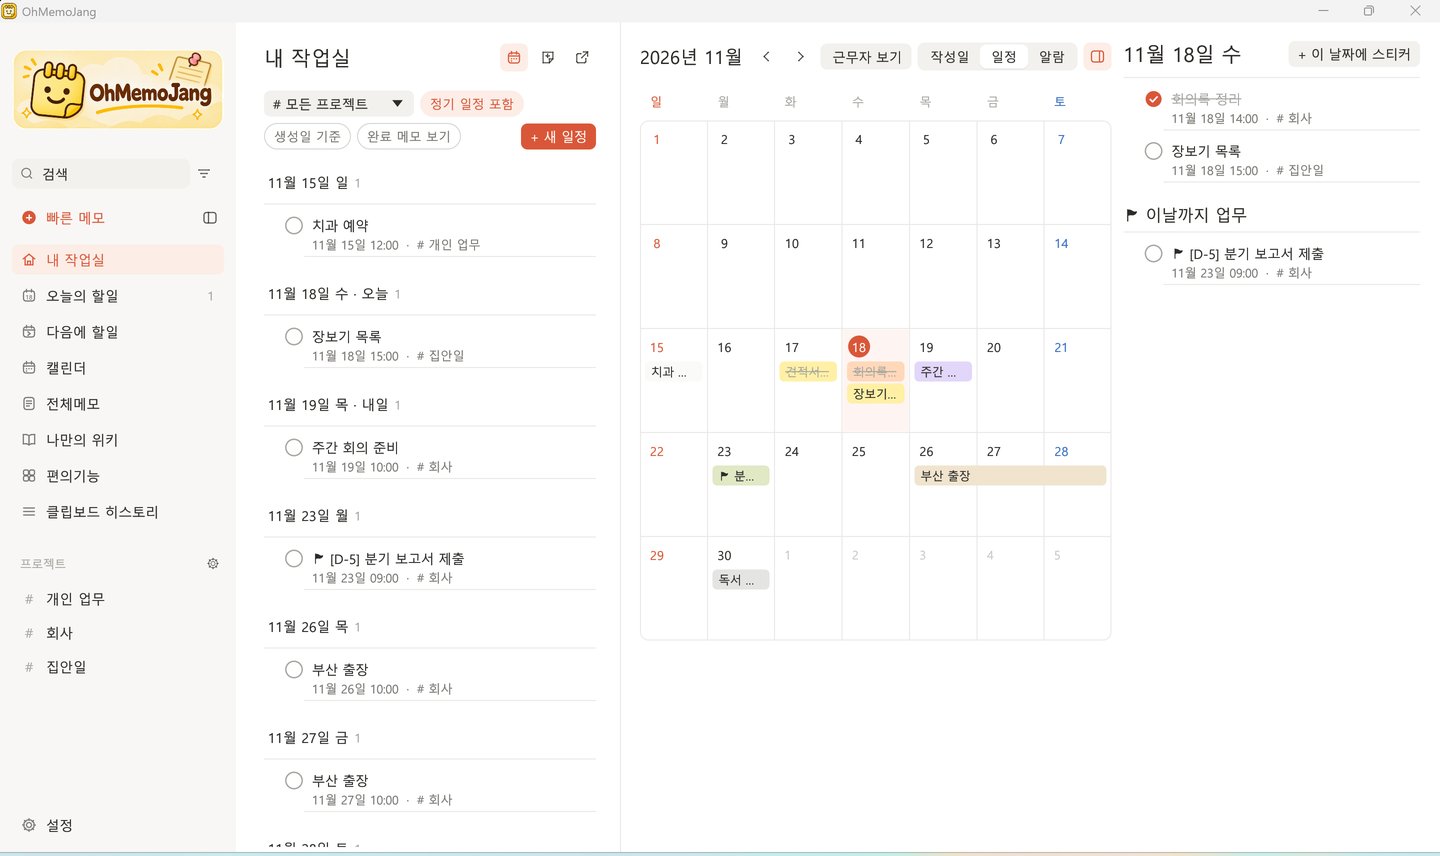 OhMemoJang
OhMemoJang
검색
빠른 메모
내 작업실
오늘의 할일 1
다음에 할일
캘린더
전체메모
나만의 위키
편의기능
클립보드 히스토리
프로젝트
# 개인 업무
# 회사
# 집안일
설정
내 작업실
# 모든 프로젝트
정기 일정 포함
생성일 기준
완료 메모 보기
+ 새 일정
11월 15일 일 1
치과 예약
11월 15일 12:00 · # 개인 업무
11월 18일 수 · 오늘 1
장보기 목록
11월 18일 15:00 · # 집안일
11월 19일 목 · 내일 1
주간 회의 준비
11월 19일 10:00 · # 회사
11월 23일 월 1
[D-5] 분기 보고서 제출
11월 23일 09:00 · # 회사
11월 26일 목 1
부산 출장
11월 26일 10:00 · # 회사
11월 27일 금 1
부산 출장
11월 27일 10:00 · # 회사
2026년 11월
근무자 보기
작성일 일정 알람
일 월 화 수 목 금 토
1 2 3 4 5 6 7
8 9 10 11 12 13 14
15 16 17 18 19 20 21
치과 ... 견적서... 회의록... 주간 ...
장보기...
22 23 24 25 26 27 28
분... 부산 출장
29 30 1 2 3 4 5
독서 ...
11월 18일 수
+ 이 날짜에 스티커
회의록 정리
11월 18일 14:00 · # 회사
장보기 목록
11월 18일 15:00 · # 집안일
이날까지 업무
[D-5] 분기 보고서 제출
11월 23일 09:00 · # 회사